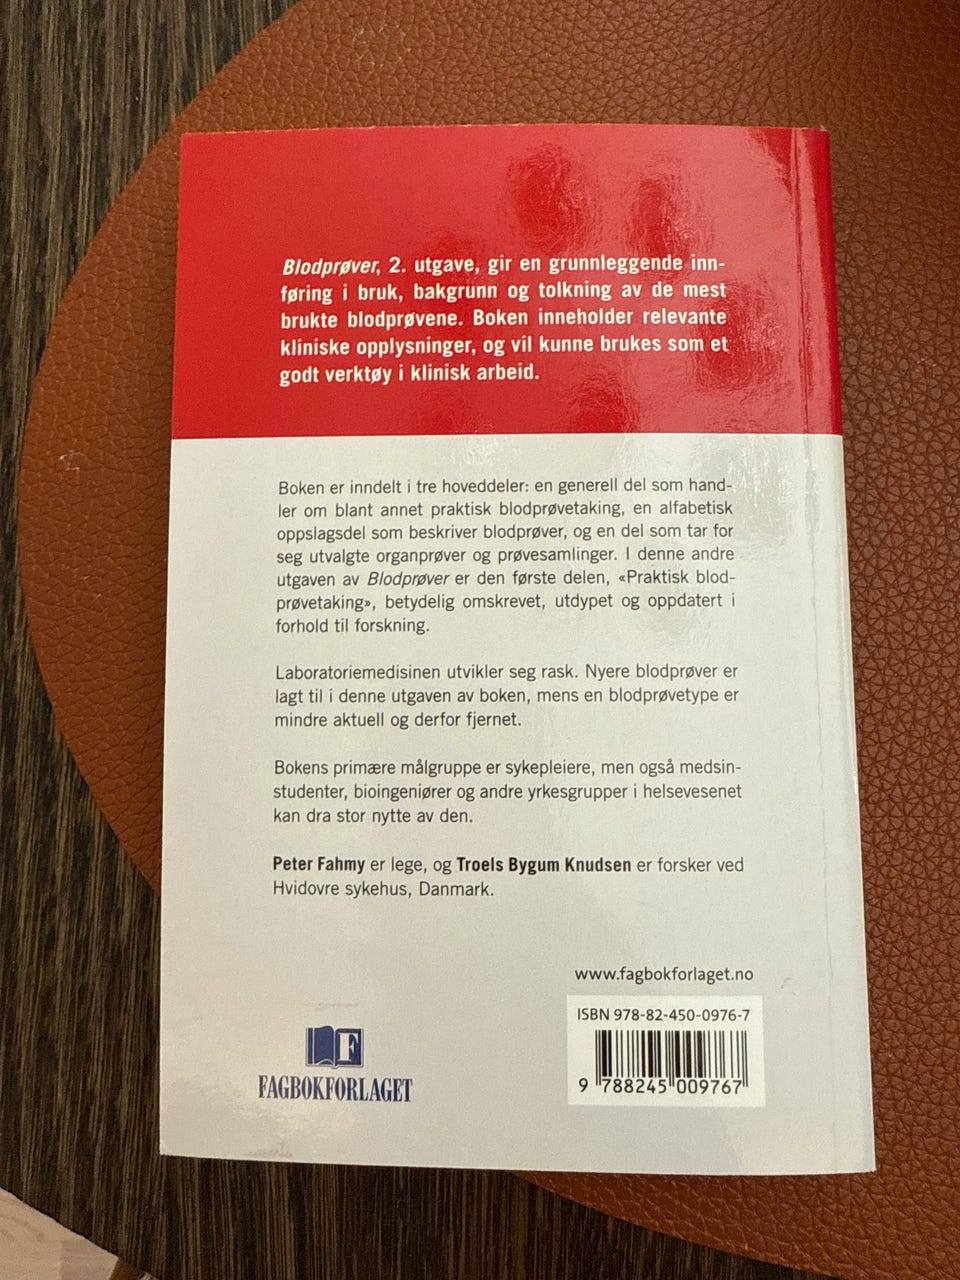 Blodprøver, 2. utgave, gir en grunnleggende inn-
føring i bruk, bakgrunn og tolkning av de mest
brukte blodprøvene. Boken inneholder relevante
kliniske opplysninger, og vil kunne brukes som et
godt verktøy i klinisk arbeid.
Boken er inndelt i tre hoveddeler: en generell del som hand-
ler om blant annet praktisk blodprøvetaking, en alfabetisk
oppslagsdel som beskriver blodprøver, og en del som tar for
seg utvalgte organprøver og prøvesamlinger. I denne andre
utgaven av Blodprøver er den første delen, «Praktisk blod-
prøvetaking», betydelig omskrevet, utdypet og oppdatert i
forhold til forskning.
Laboratoriemedisinen utvikler seg rask. Nyere blodprøver er
lagt til i denne utgaven av boken, mens en blodprøvetype er
mindre aktuell og derfor fjernet.
Bokens primære målgruppe er sykepleiere, men også medsin-
studenter, bioingeniører og andre yrkesgrupper i helsevesenet
kan dra stor nytte av den.
Peter Fahmy er lege, og Troels Bygum Knudsen er forsker ved
Hvidovre sykehus, Danmark.
www.fagbokforlaget.no
ISBN 978-82-450-0976-7
9 788245 009767
F
FAGBOKFORLAGET